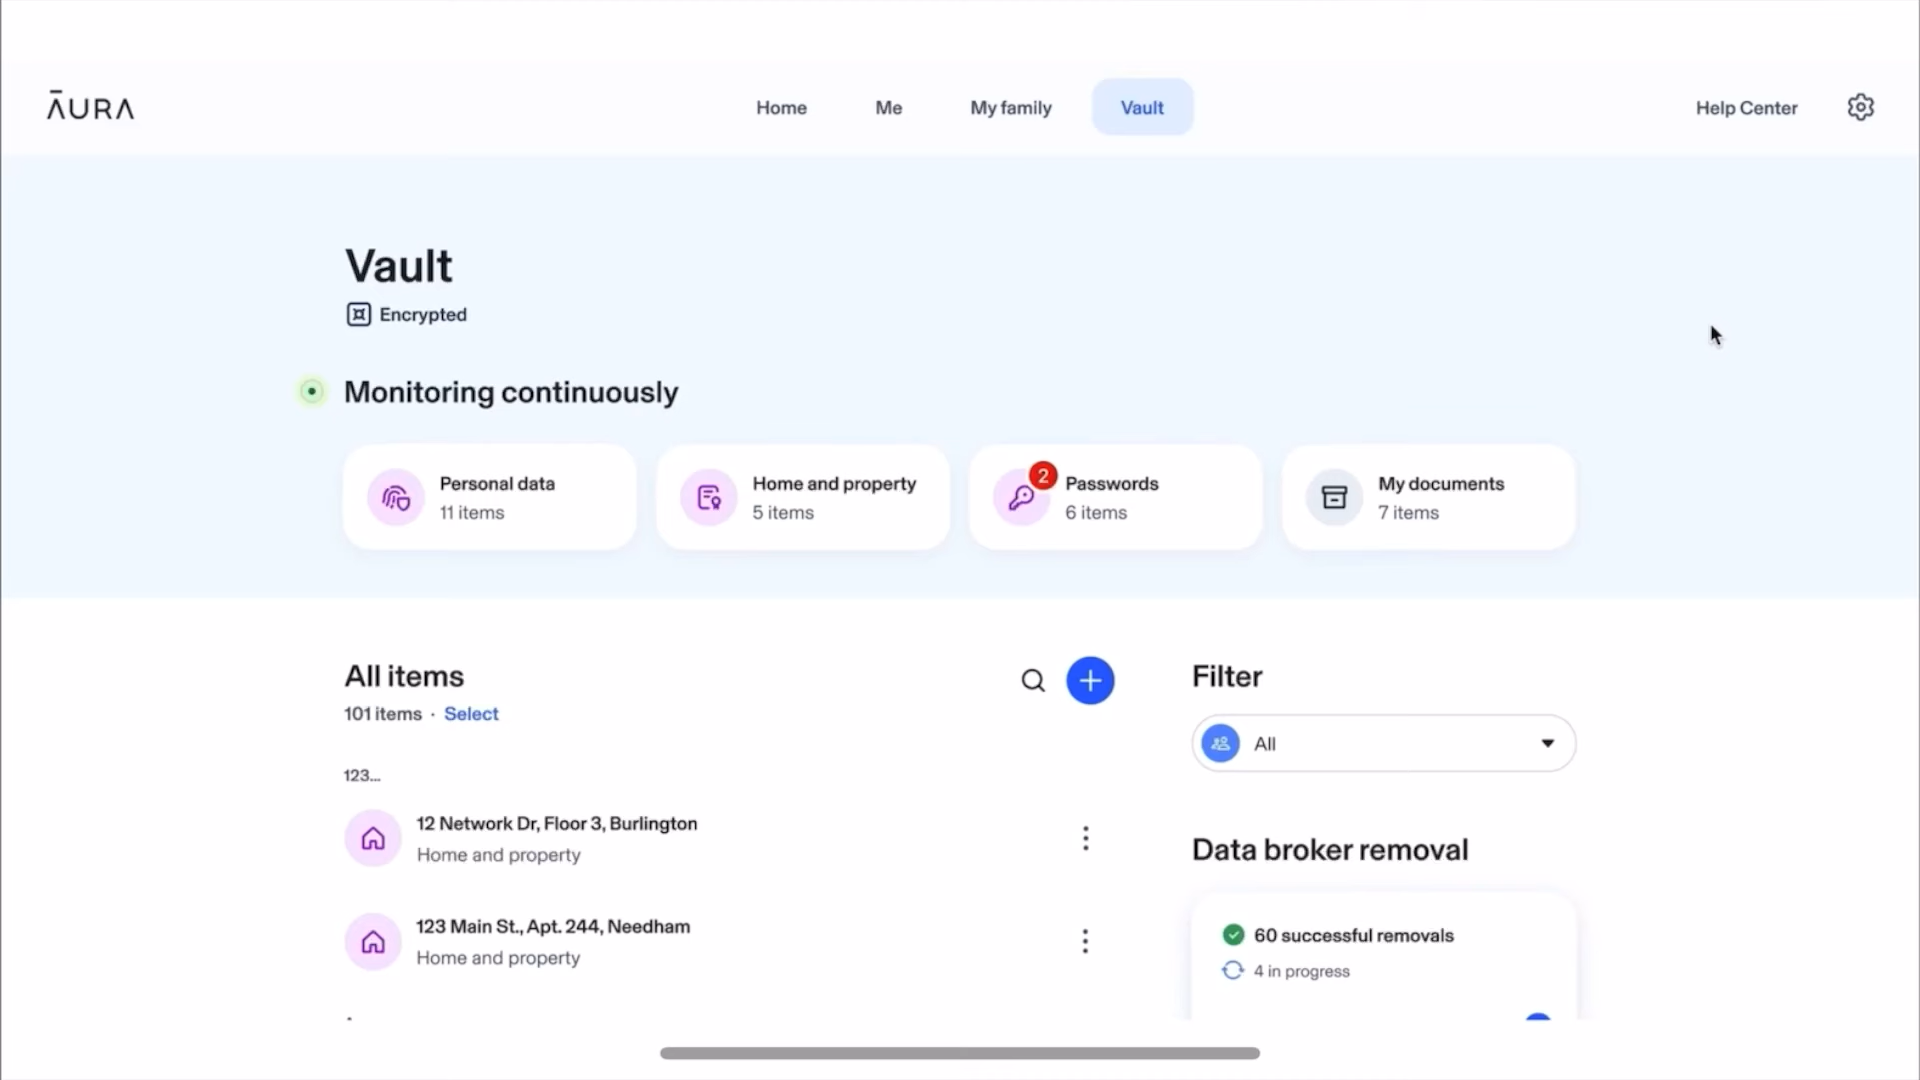 ĀURA
Home
Me
My family
Vault
Help Center
Vault
Encrypted
Monitoring continuously
Personal data
11 items
Home and property
5 items
2
Passwords
6 items
My documents
7 items
All items
101 items · Select
123...
12 Network Dr, Floor 3, Burlington
Home and property
123 Main St., Apt. 244, Needham
Home and property
Filter
All
Data broker removal
60 successful removals
4 in progress